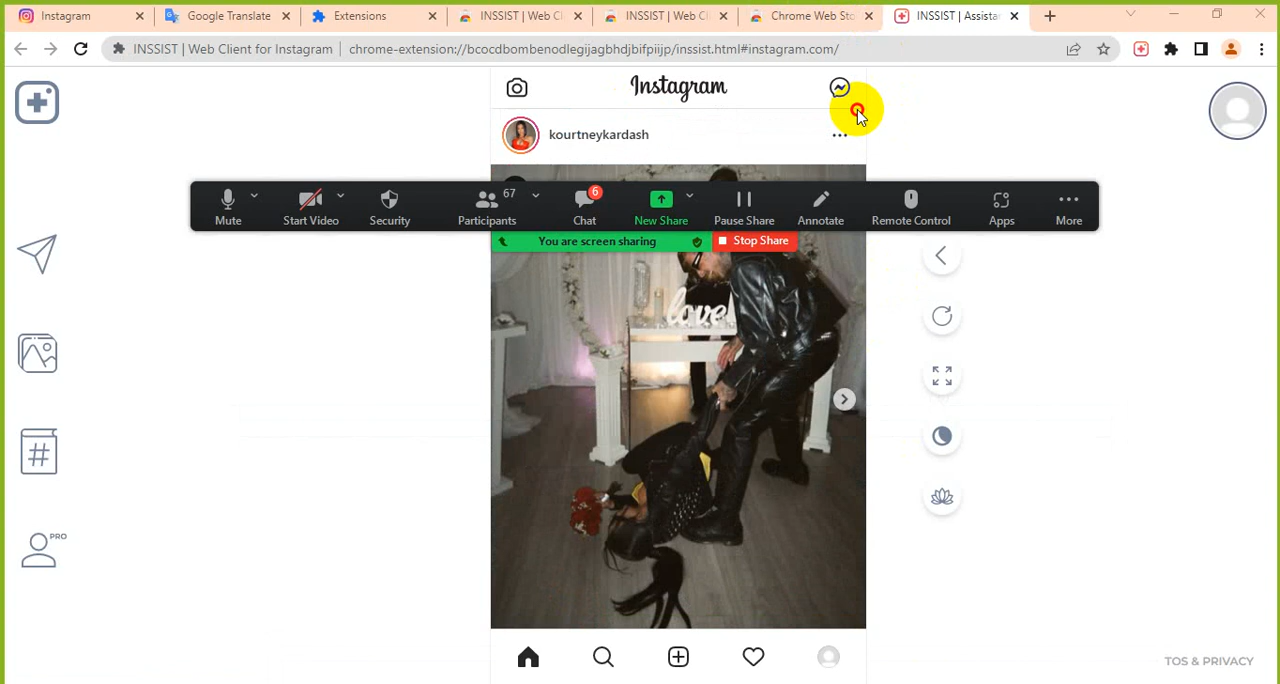 Instagram
Google Translate
Extensions
INSSIST | Web Cl
INSSIST | Web Cl
Chrome Web Sto
INSSIST | Assista
INSSIST | Web Client for Instagram | chrome-extension://bcocdbombenodlegijagbhdjbifpiijp/inssist.html#instagram.com/
Instagram
kourtneykardash
67
6
Mute
Start Video
Security
Participants
Chat
New Share
Pause Share
Annotate
Remote Control
Apps
More
You are screen sharing
Stop Share
love
#
PRO
TOS & PRIVACY